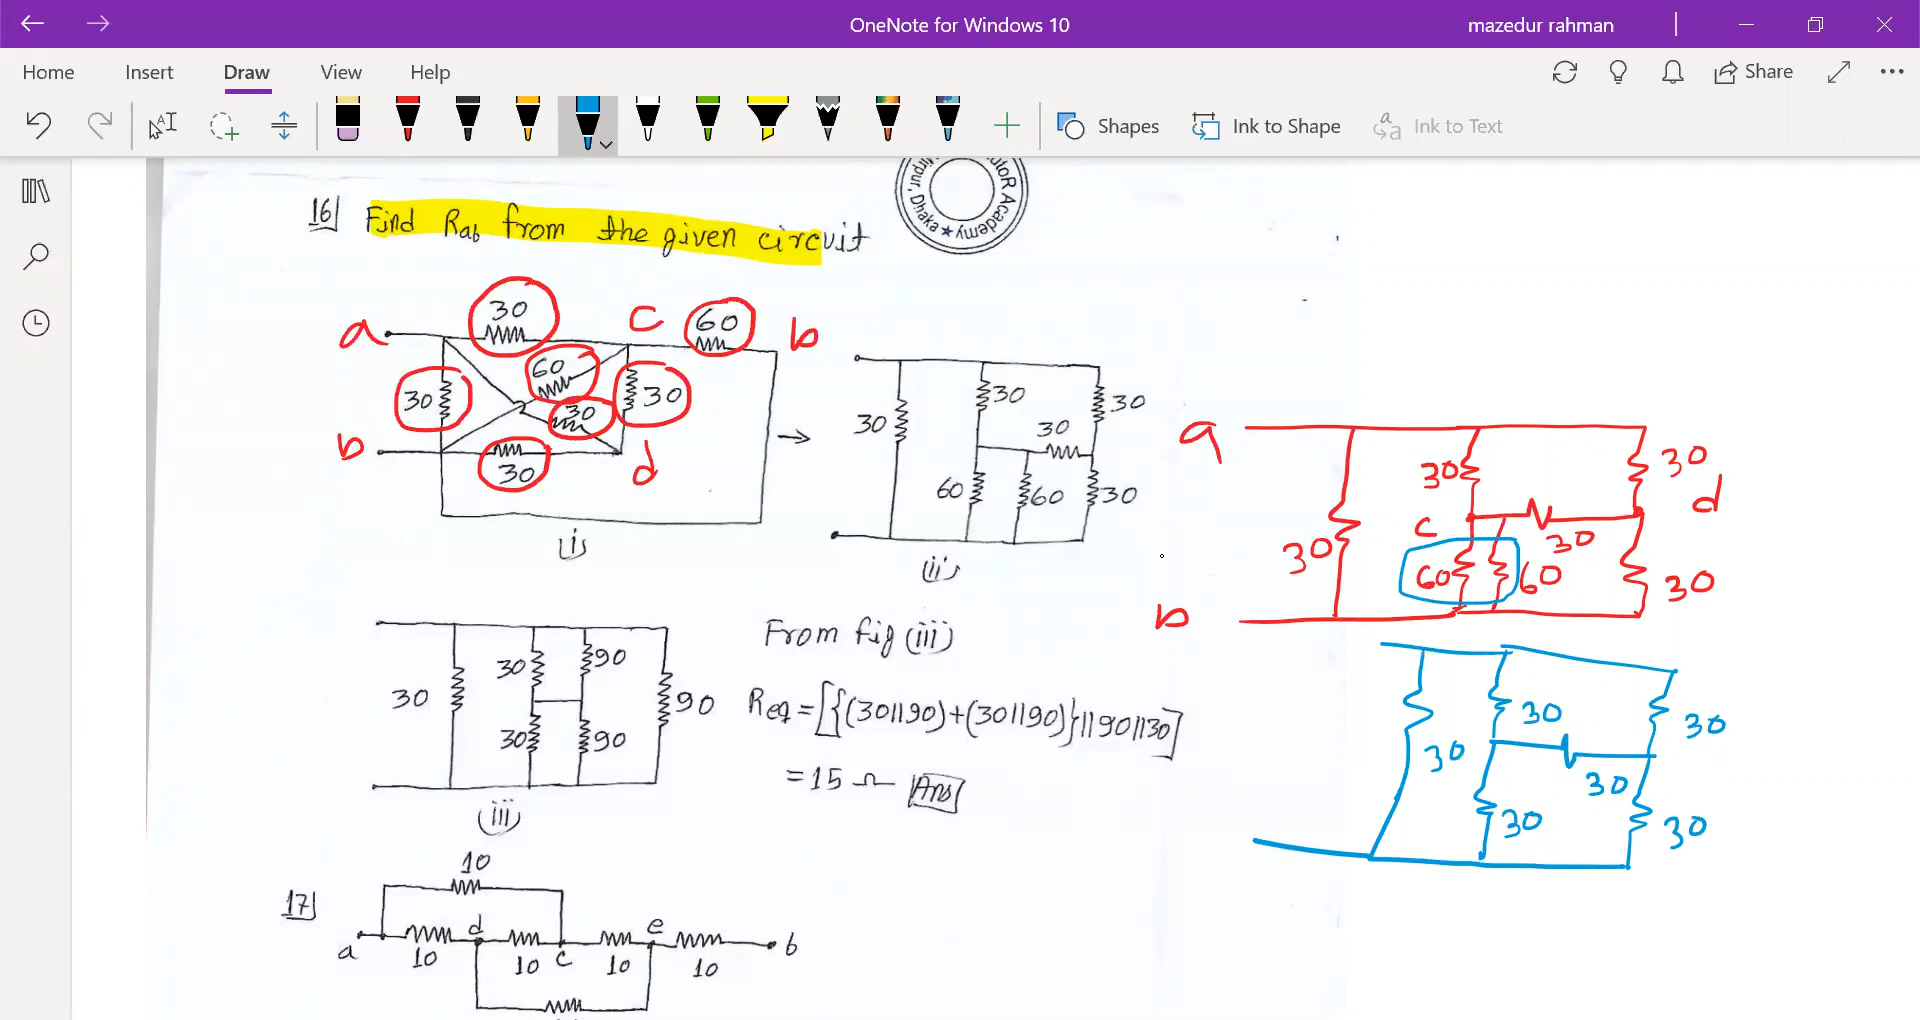 OneNote for Windows 10
mazedur rahman
Home Insert Draw View Help
Share
Shapes Ink to Shape Ink to Text
utoR Academy ★ Mirpur, Dhaka
16| Find Rab from the given circuit
a 30 c 60 b
30 60 30 30
b 30 d
(i)
30 30 30
30
60 60 30
(ii)
30 30 90 90
30 90
(iii)
From fig (iii)
Req = [{(30||90)+(30||90)}||90||30]
= 15 Ω Ans
a 30 30 d
30 c 30
60 60 30
b
30 30 30
30
30 30
17|
10
a 10 d 10 c 10 e 10 b